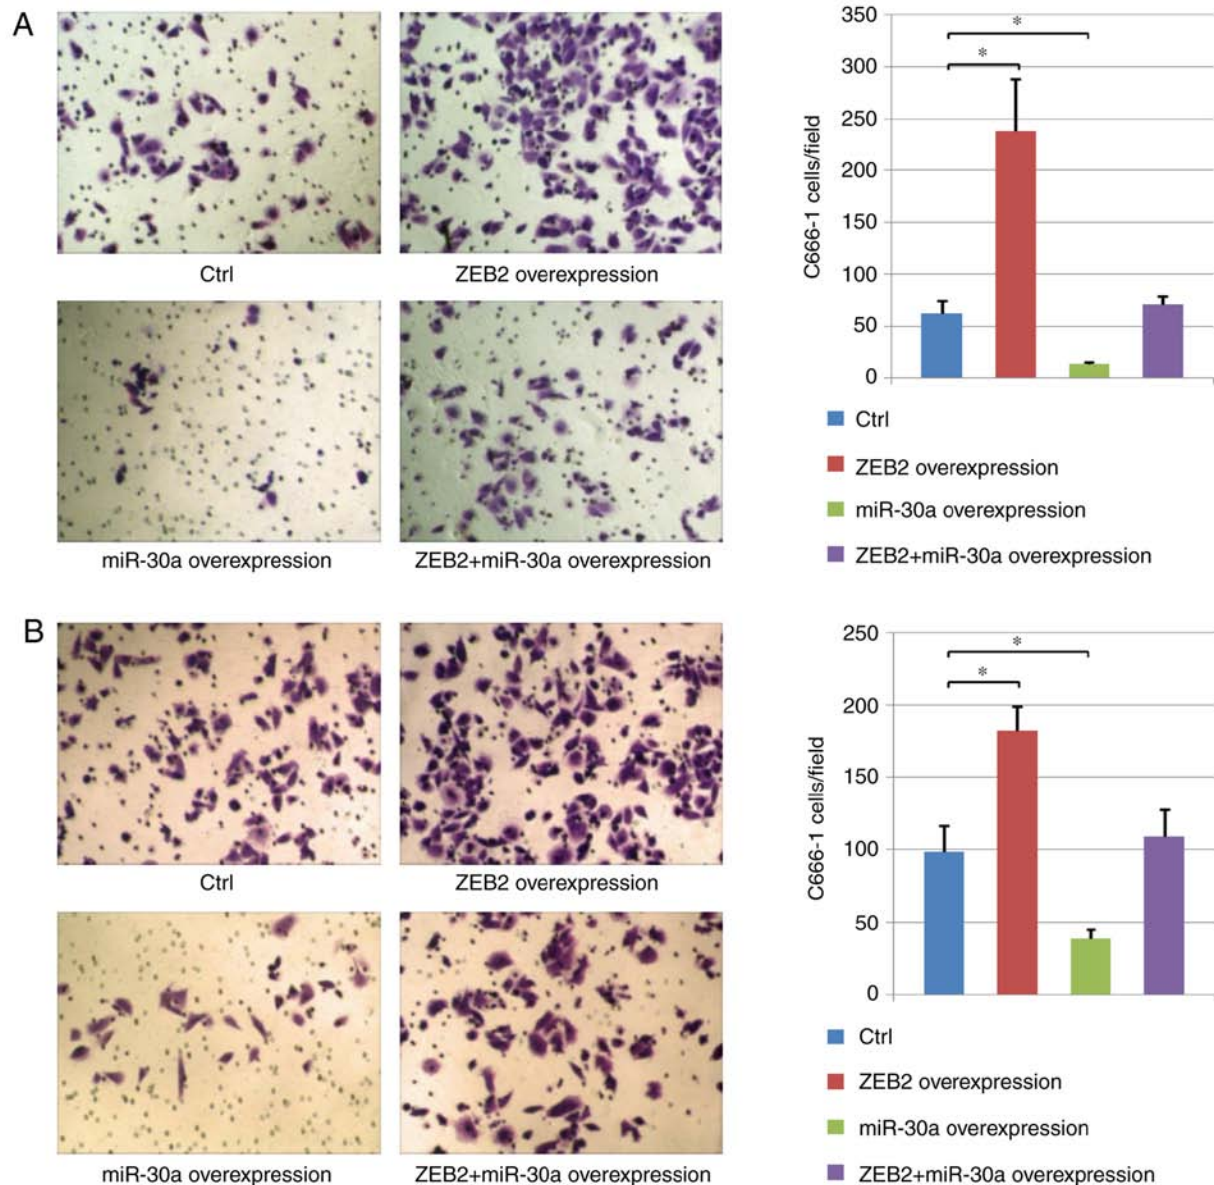 A
Ctrl
ZEB2 overexpression
miR-30a overexpression
ZEB2+miR-30a overexpression
C666-1 cells/field
350
300
250
200
150
100
50
0
*
*
Ctrl
ZEB2 overexpression
miR-30a overexpression
ZEB2+miR-30a overexpression
B
Ctrl
ZEB2 overexpression
miR-30a overexpression
ZEB2+miR-30a overexpression
C666-1 cells/field
250
200
150
100
50
0
*
*
Ctrl
ZEB2 overexpression
miR-30a overexpression
ZEB2+miR-30a overexpression